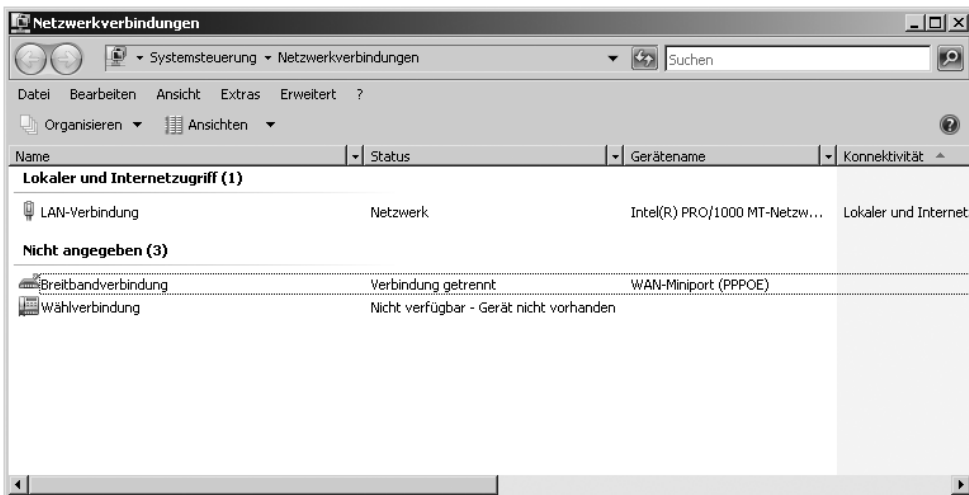 Netzwerkverbindungen
Systemsteuerung Netzwerkverbindungen Suchen
Datei Bearbeiten Ansicht Extras Erweitert ?
Organisieren Ansichten ?
Name Status Gerätename Konnektivität
Lokaler und Internetzugriff (1)
LAN-Verbindung Netzwerk Intel(R) PRO/1000 MT-Netzw... Lokaler und Internet
Nicht angegeben (3)
Breitbandverbindung Verbindung getrennt WAN-Miniport (PPPOE)
Wählverbindung Nicht verfügbar - Gerät nicht vorhanden